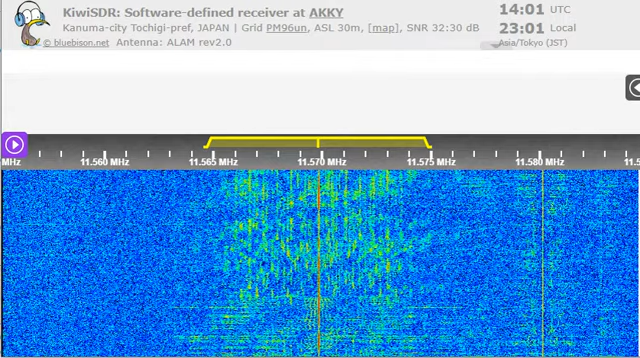 KiwiSDR: Software-defined receiver at AKKY
Kanuma-city Tochigi-pref, JAPAN | Grid PM96un, ASL 30m, [map], SNR 32:30 dB
© bluebison.net Antenna: ALAM rev2.0
14:01 UTC
23:01 Local
Asia/Tokyo (JST)
MHz 11.560 MHz 11.565 MHz 11.570 MHz 11.575 MHz 11.580 MHz 11.5